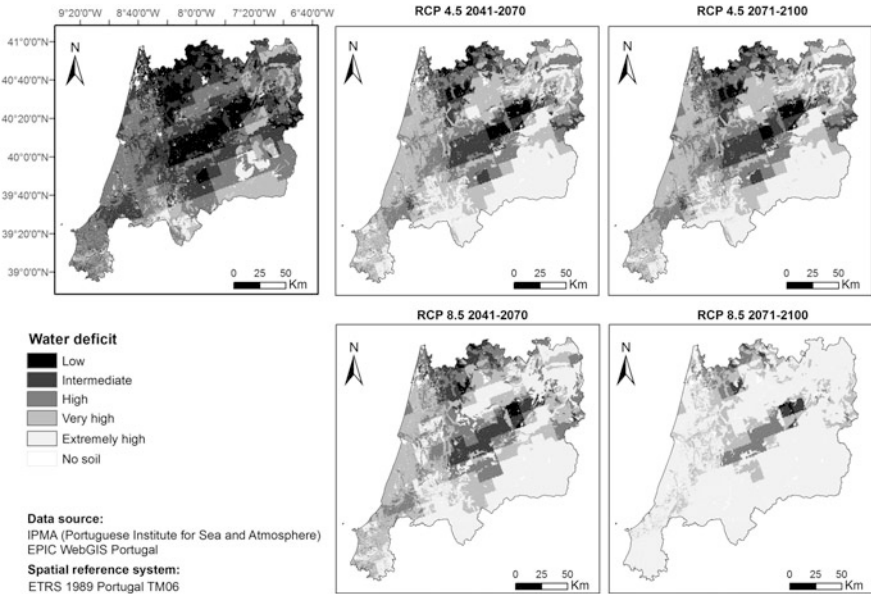 9°20'0"W 8°40'0"W 8°0'0"W 7°20'0"W 6°40'0"W
RCP 4.5 2041-2070
RCP 4.5 2071-2100
41°0'0"N
40°40'0"N
40°20'0"N
40°0'0"N
39°40'0"N
39°20'0"N
39°0'0"N
N
N
N
0 25 50
Km
0 25 50
Km
0 25 50
Km
RCP 8.5 2041-2070
RCP 8.5 2071-2100
N
N
0 25 50
Km
0 25 50
Km
Water deficit
Low
Intermediate
High
Very high
Extremely high
No soil
Data source:
IPMA (Portuguese Institute for Sea and Atmosphere)
EPIC WebGIS Portugal
Spatial reference system:
ETRS 1989 Portugal TM06